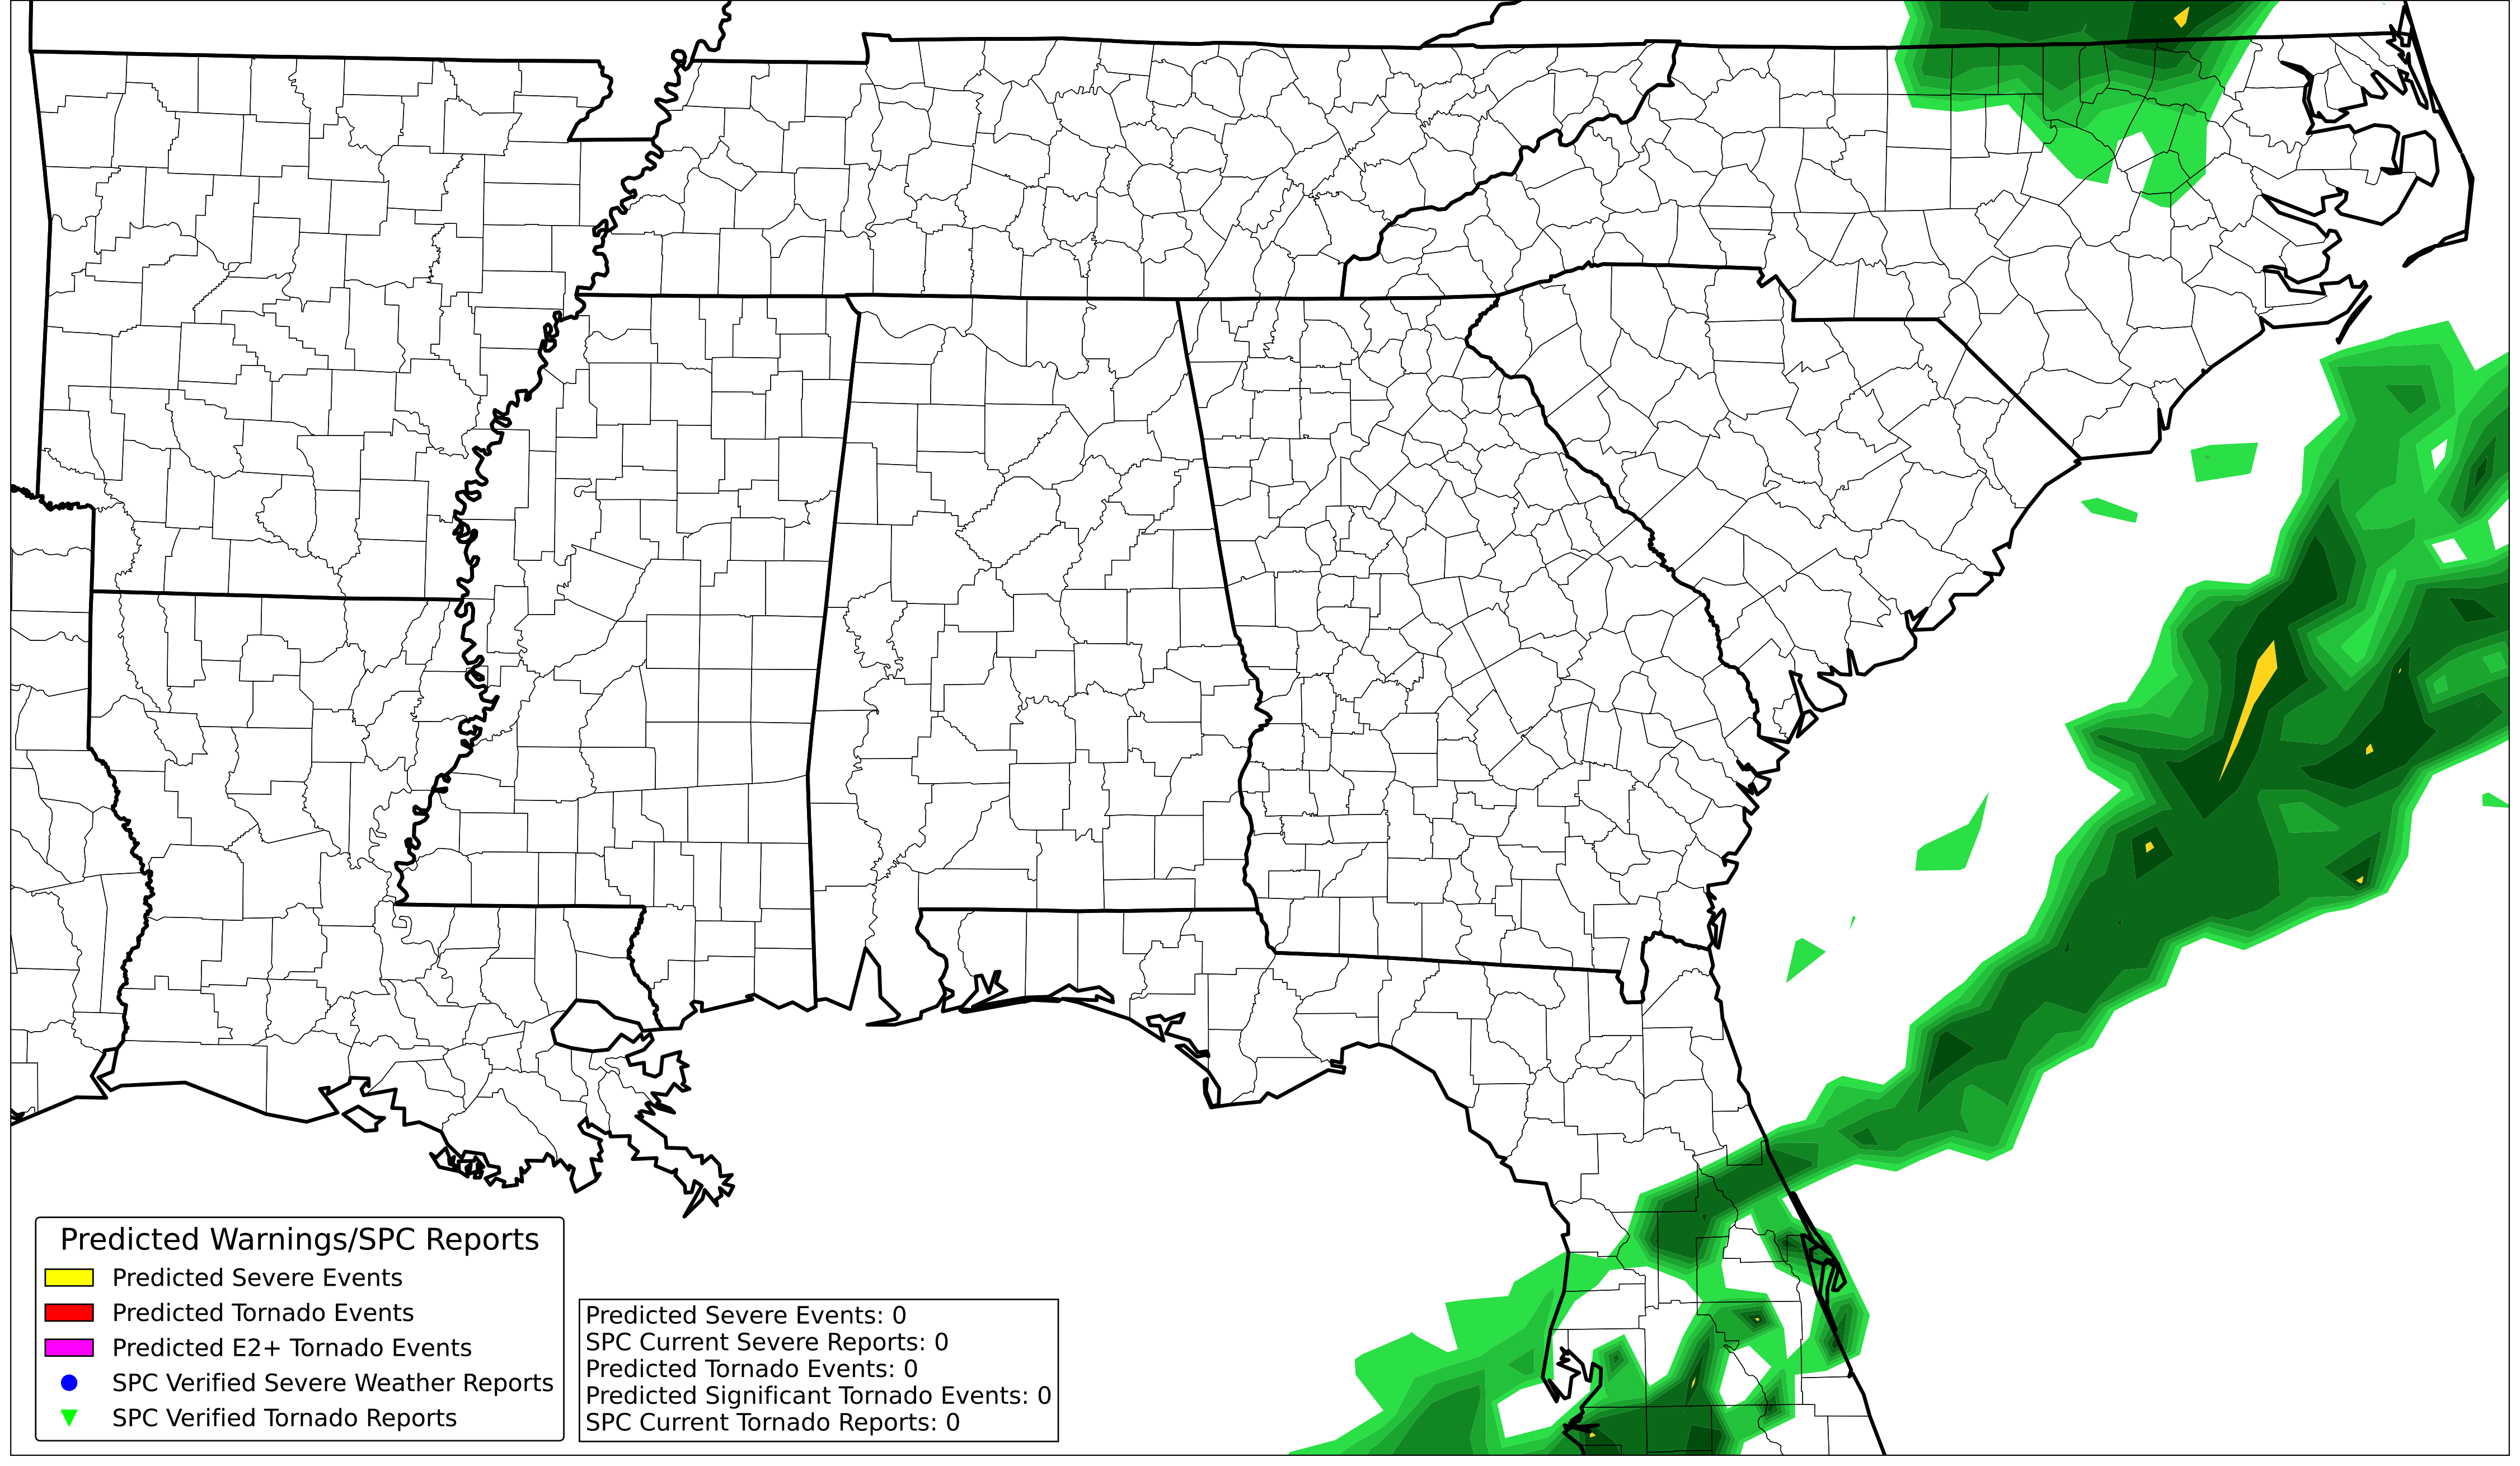 Predicted Warnings/SPC Reports
Predicted Severe Events
Predicted Tornado Events
Predicted E2+ Tornado Events
SPC Verified Severe Weather Reports
SPC Verified Tornado Reports
Predicted Severe Events: 0
SPC Current Severe Reports: 0
Predicted Tornado Events: 0
Predicted Significant Tornado Events: 0
SPC Current Tornado Reports: 0